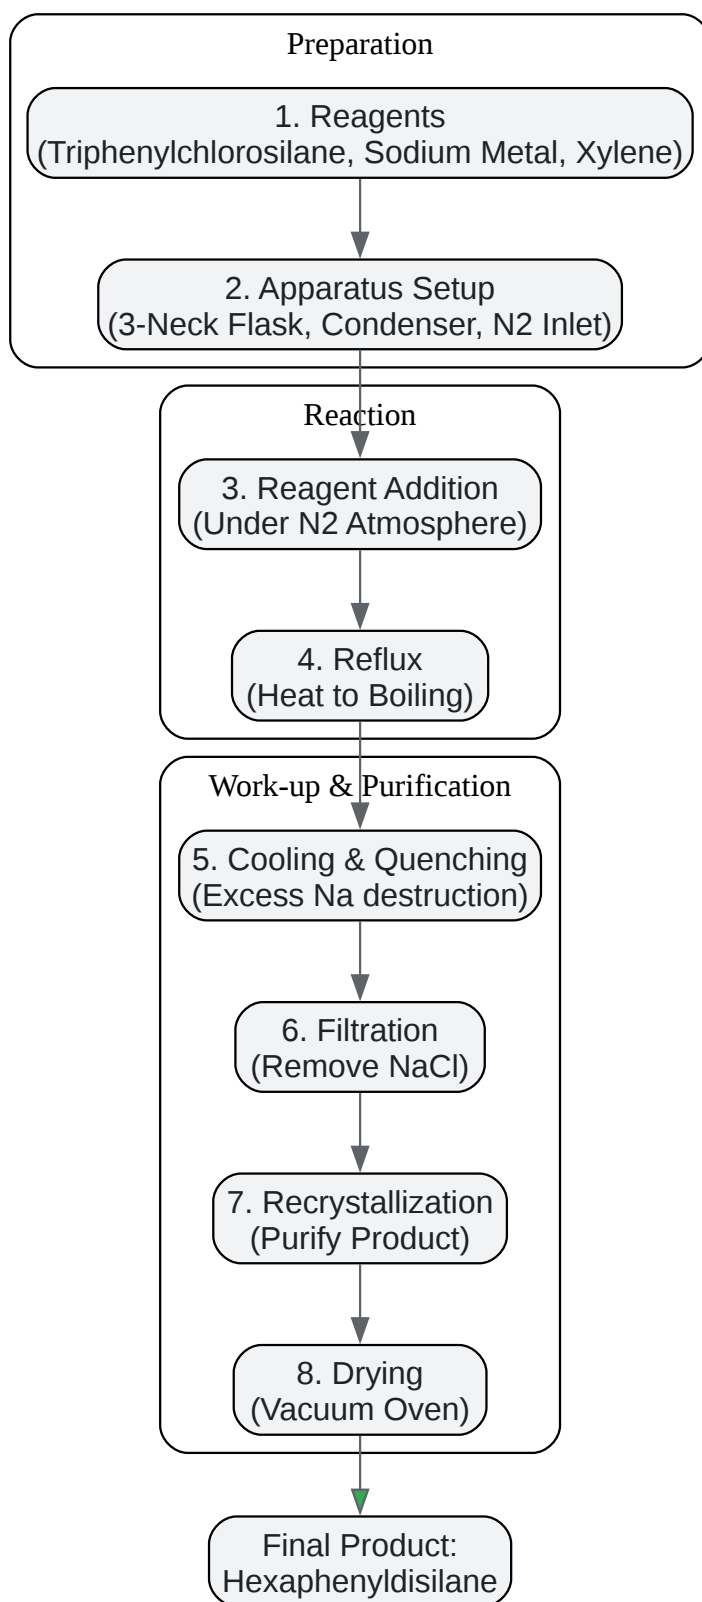 Preparation
1. Reagents
(Triphenylchlorosilane, Sodium Metal, Xylene)
2. Apparatus Setup
(3-Neck Flask, Condenser, N2 Inlet)
Reaction
3. Reagent Addition
(Under N2 Atmosphere)
4. Reflux
(Heat to Boiling)
Work-up & Purification
5. Cooling & Quenching
(Excess Na destruction)
6. Filtration
(Remove NaCl)
7. Recrystallization
(Purify Product)
8. Drying
(Vacuum Oven)
Final Product:
Hexaphenyldisilane